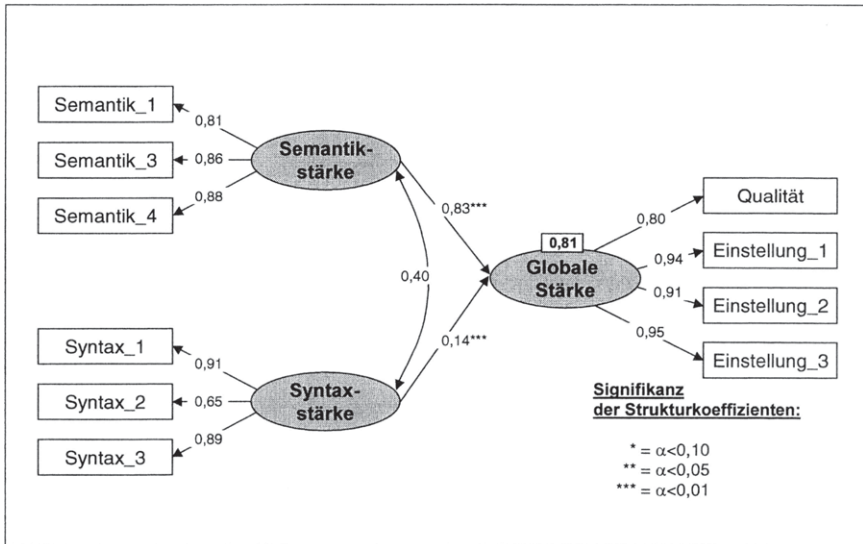 Semantik_1
0,81
Semantik_3
0,86
Semantik-
stärke
Semantik_4
0,88
0,83***
0,80
Qualität
0,81
Globale
Stärke
0,94
Einstellung_1
0,40
0,91
Einstellung_2
0,14***
0,95
Einstellung_3
Syntax_1
0,91
Syntax_2
0,65
Syntax-
stärke
Syntax_3
0,89
Signifikanz
der Strukturkoeffizienten:
* = α<0,10
** = α<0,05
*** = α<0,01